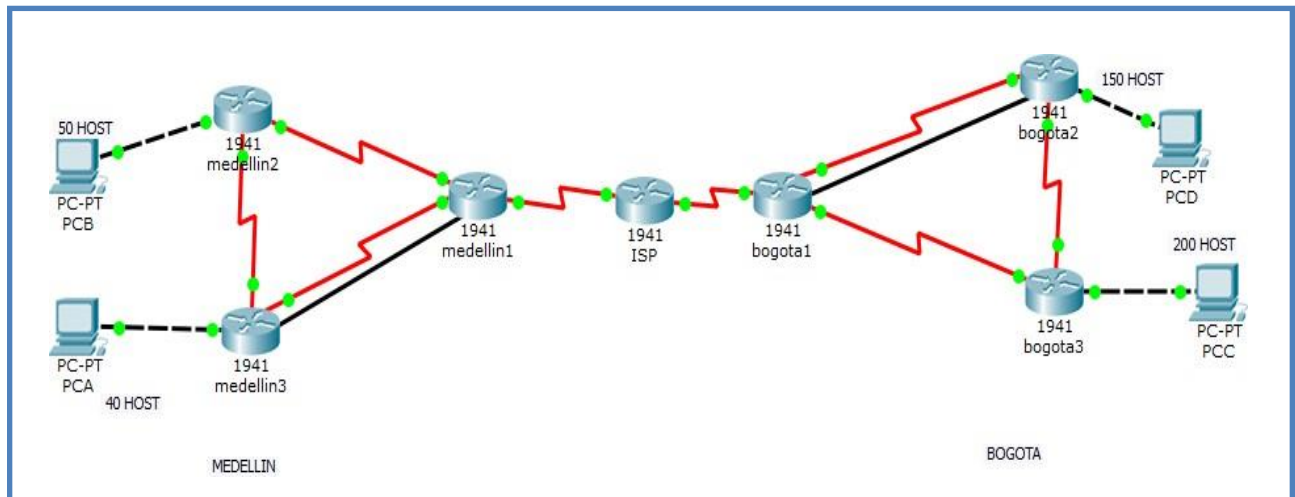 50 HOST
PC-PT
PCB
1941
medellin2
PC-PT
PCA
40 HOST
1941
medellin3
1941
medellin1
1941
ISP
1941
bogota1
1941
bogota2
150 HOST
PC-PT
PCD
200 HOST
1941
bogota3
PC-PT
PCC
MEDELLIN
BOGOTA